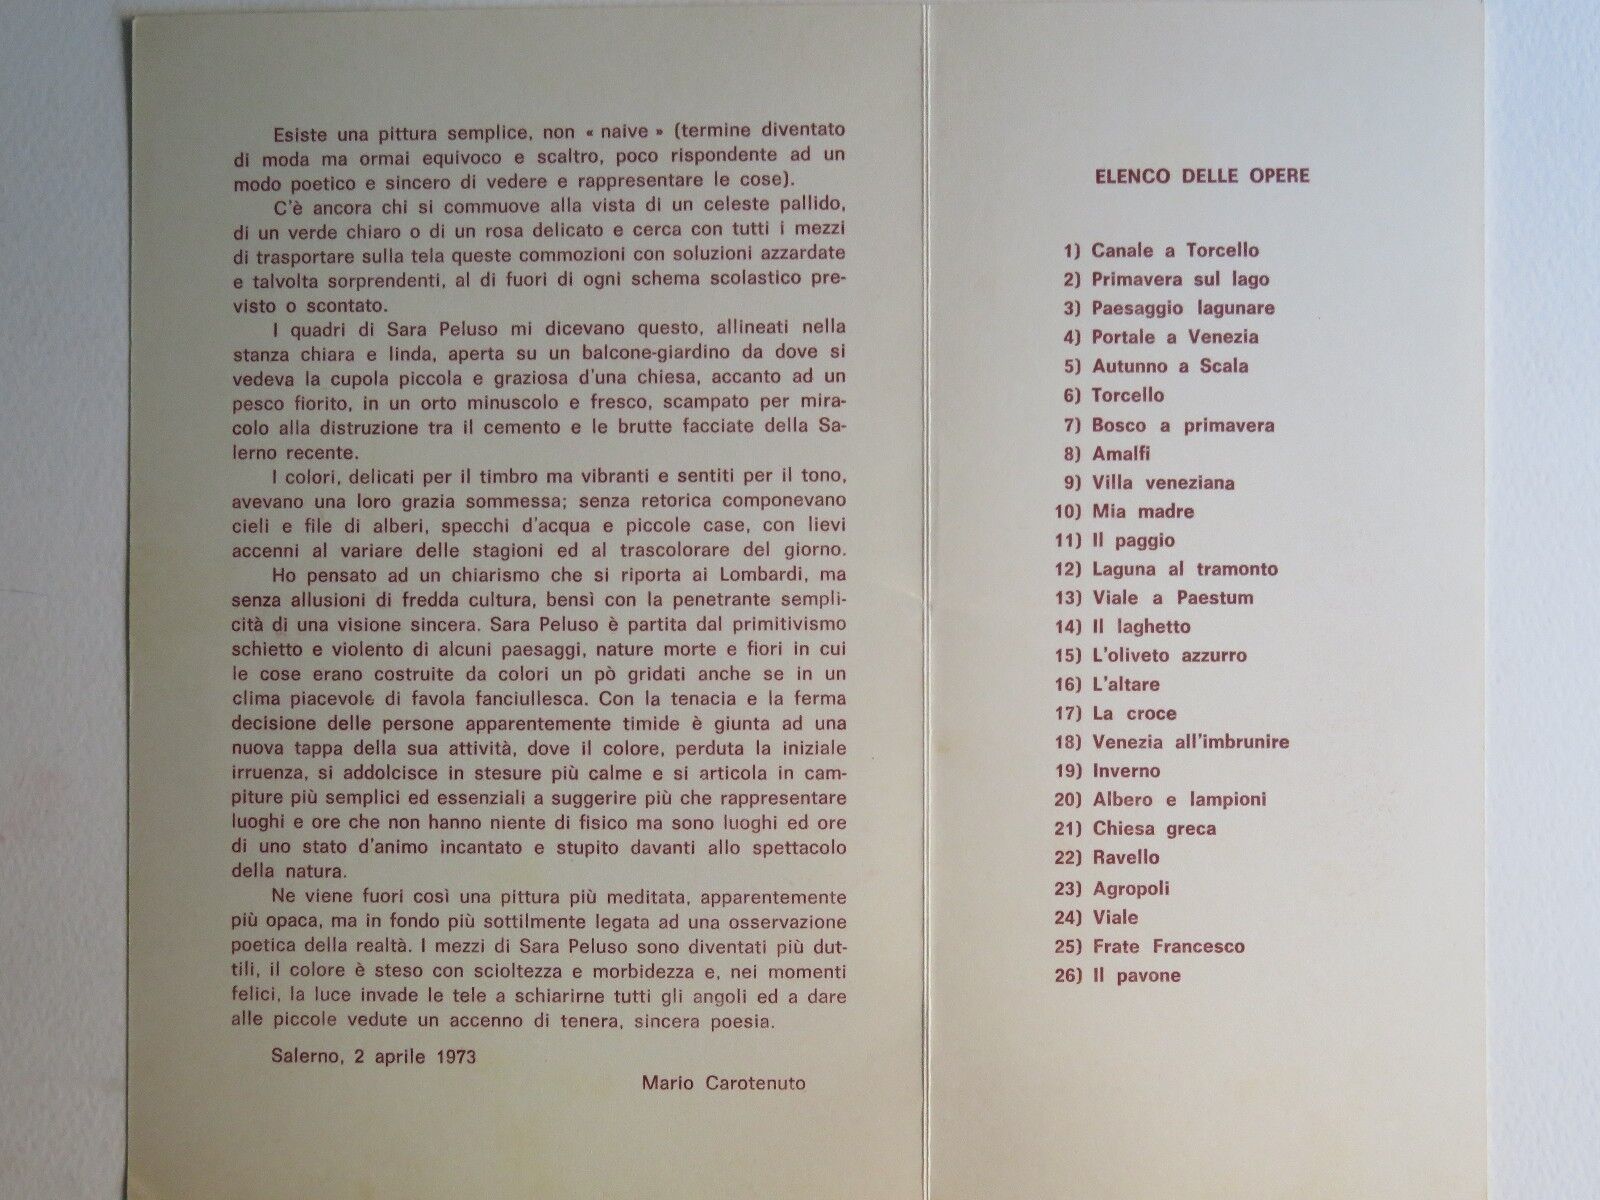 Esiste una pittura semplice, non « naive » (termine diventato
di moda ma ormai equivoco e scaltro, poco rispondente ad un
modo poetico e sincero di vedere e rappresentare le cose).
C'è ancora chi si commuove alla vista di un celeste pallido,
di un verde chiaro o di un rosa delicato e cerca con tutti i mezzi
di trasportare sulla tela queste commozioni con soluzioni azzardate
e talvolta sorprendenti, al di fuori di ogni schema scolastico pre-
visto o scontato.
I quadri di Sara Peluso mi dicevano questo, allineati nella
stanza chiara e linda, aperta su un balcone-giardino da dove si
vedeva la cupola piccola e graziosa d'una chiesa, accanto ad un
pesco fiorito, in un orto minuscolo e fresco, scampato per mira-
colo alla distruzione tra il cemento e le brutte facciate della Sa-
lerno recente.
I colori, delicati per il timbro ma vibranti e sentiti per il tono,
avevano una loro grazia sommessa; senza retorica componevano
cieli e file di alberi, specchi d'acqua e piccole case, con lievi
accenni al variare delle stagioni ed al trascolorare del giorno.
Ho pensato ad un chiarismo che si riporta ai Lombardi, ma
senza allusioni di fredda cultura, bensì con la penetrante sempli-
cità di una visione sincera. Sara Peluso è partita dal primitivismo
schietto e violento di alcuni paesaggi, nature morte e fiori in cui
le cose erano costruite da colori un pò gridati anche se in un
clima piacevole di favola fanciullesca. Con la tenacia e la ferma
decisione delle persone apparentemente timide è giunta ad una
nuova tappa della sua attività, dove il colore, perduta la iniziale
irruenza, si addolcisce in stesure più calme e si articola in cam-
piture più semplici ed essenziali a suggerire più che rappresentare
luoghi e ore che non hanno niente di fisico ma sono luoghi ed ore
di uno stato d'animo incantato e stupito davanti allo spettacolo
della natura.
Ne viene fuori così una pittura più meditata, apparentemente
più opaca, ma in fondo più sottilmente legata ad una osservazione
poetica della realtà. I mezzi di Sara Peluso sono diventati più dut-
tili, il colore è steso con scioltezza e morbidezza e, nei momenti
felici, la luce invade le tele a schiarirne tutti gli angoli ed a dare
alle piccole vedute un accenno di tenera, sincera poesia.
Salerno, 2 aprile 1973
Mario Carotenuto
ELENCO DELLE OPERE
1) Canale a Torcello
2) Primavera sul lago
3) Paesaggio lagunare
4) Portale a Venezia
5) Autunno a Scala
6) Torcello
7) Bosco a primavera
8) Amalfi
9) Villa veneziana
10) Mia madre
11) Il paggio
12) Laguna al tramonto
13) Viale a Paestum
14) Il laghetto
15) L'oliveto azzurro
16) L'altare
17) La croce
18) Venezia all'imbrunire
19) Inverno
20) Albero e lampioni
21) Chiesa greca
22) Ravello
23) Agropoli
24) Viale
25) Frate Francesco
26) Il pavone